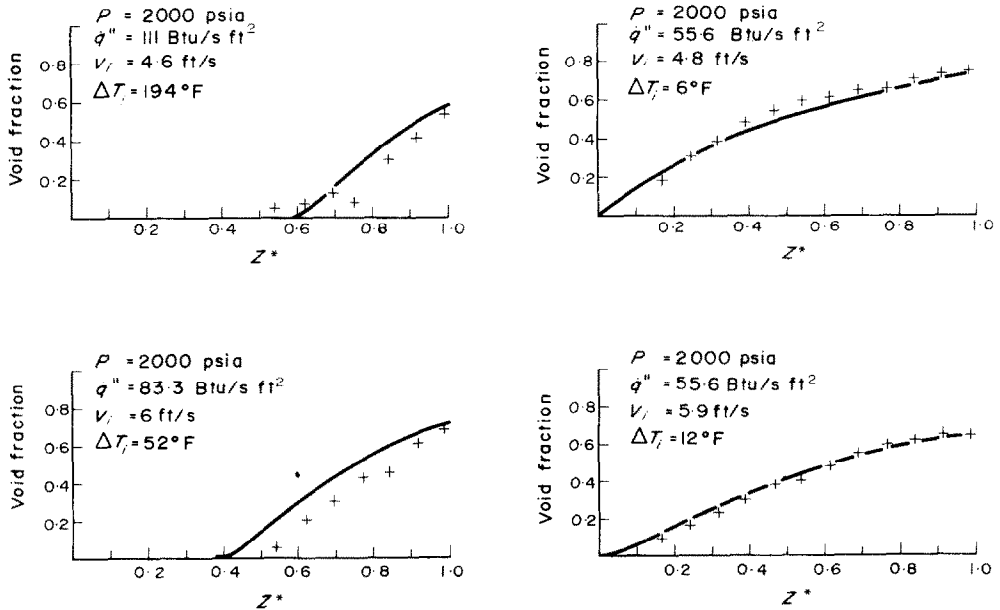 P = 2000 psia
q" = 111 Btu/s ft²
Vᵢ = 4·6 ft/s
ΔTᵢ = 194°F
Void fraction
0·8
0·6
0·4
0·2
0·2 0·4 0·6 0·8 1·0
Z*
P = 2000 psia
q" = 55·6 Btu/s ft²
Vᵢ = 4·8 ft/s
ΔTᵢ = 6°F
Void fraction
0·8
0·6
0·4
0·2
0·2 0·4 0·6 0·8 1·0
Z*
P = 2000 psia
q" = 83·3 Btu/s ft²
Vᵢ = 6 ft/s
ΔTᵢ = 52°F
Void fraction
0·8
0·6
0·4
0·2
0·2 0·4 0·6 0·8 1·0
Z*
P = 2000 psia
q" = 55·6 Btu/s ft²
Vᵢ = 5·9 ft/s
ΔTᵢ = 12°F
Void fraction
0·8
0·6
0·4
0·2
0·2 0·4 0·6 0·8 1·0
Z*